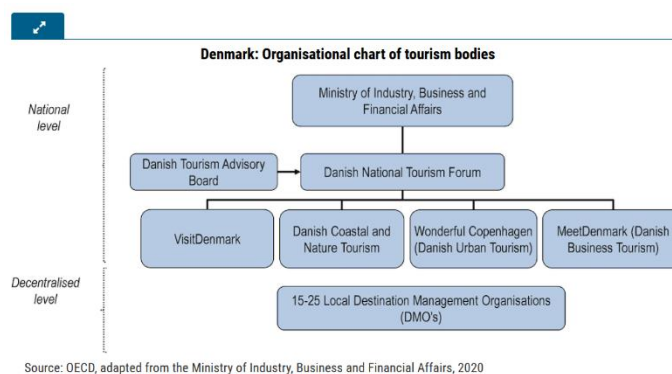 Denmark: Organisational chart of tourism bodies
National
level
Ministry of Industry, Business and
Financial Affairs
Danish Tourism Advisory
Board
Danish National Tourism Forum
VisitDenmark
Danish Coastal and
Nature Tourism
Wonderful Copenhagen
(Danish Urban Tourism)
MeetDenmark (Danish
Business Tourism)
Decentralised
level
15-25 Local Destination Management Organisations
(DMO's)
Source: OECD, adapted from the Ministry of Industry, Business and Financial Affairs, 2020